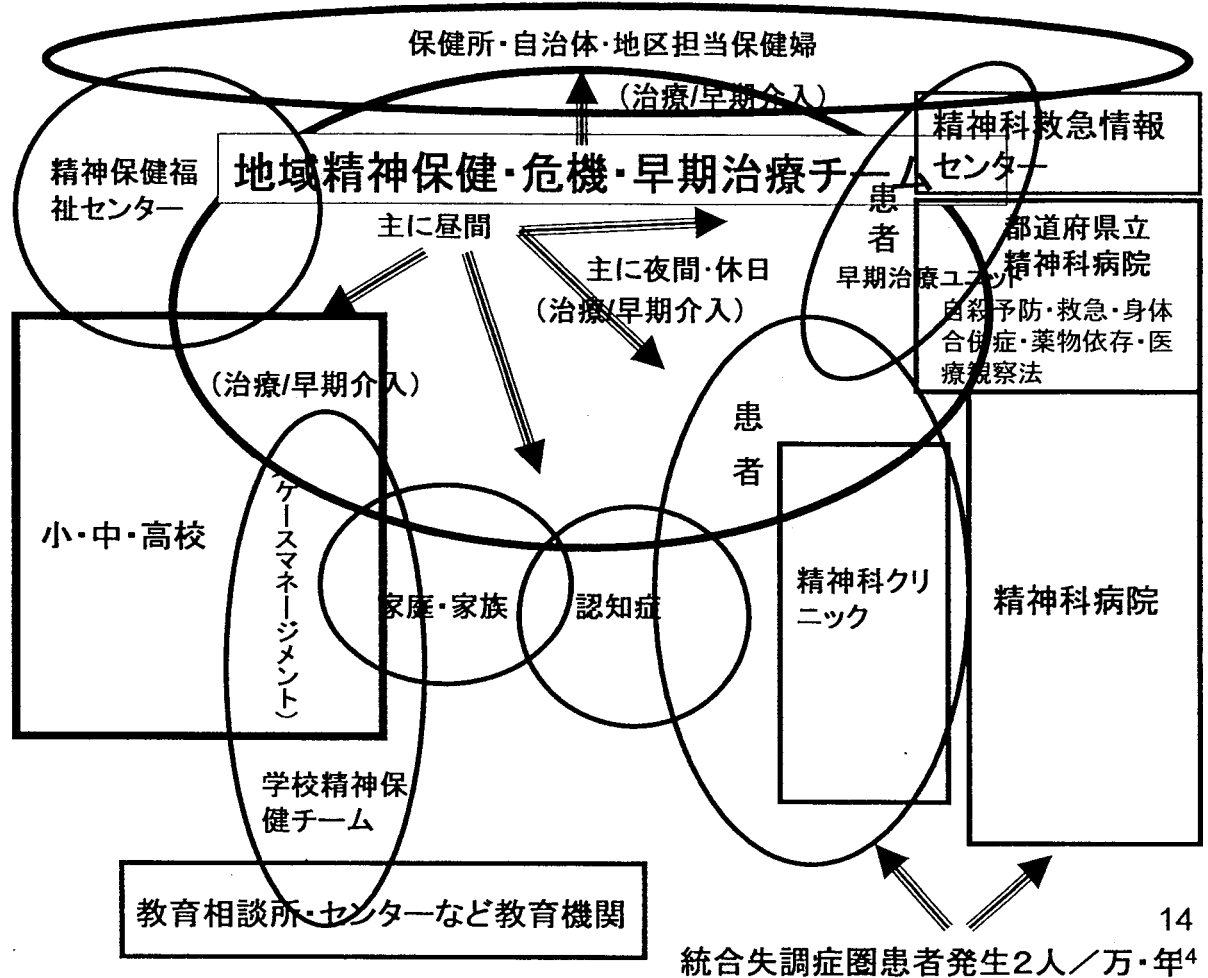 保健所・自治体・地区担当保健婦
(治療/早期介入)
精神科救急情報
センター
地域精神保健・危機・早期治療チーム
精神保健福
祉センター
主に昼間
患
者
都道府県立
精神科病院
主に夜間・休日
(治療/早期介入)
早期治療ユニット
自殺予防・救急・身体
合併症・薬物依存・医
療観察法
(治療/早期介入)
患
者
(ケースマネージメント)
小・中・高校
家庭・家族
認知症
精神科クリ
ニック
精神科病院
学校精神保
健チーム
教育相談所・センターなど教育機関
14
統合失調症圏患者発生2人/万・年4